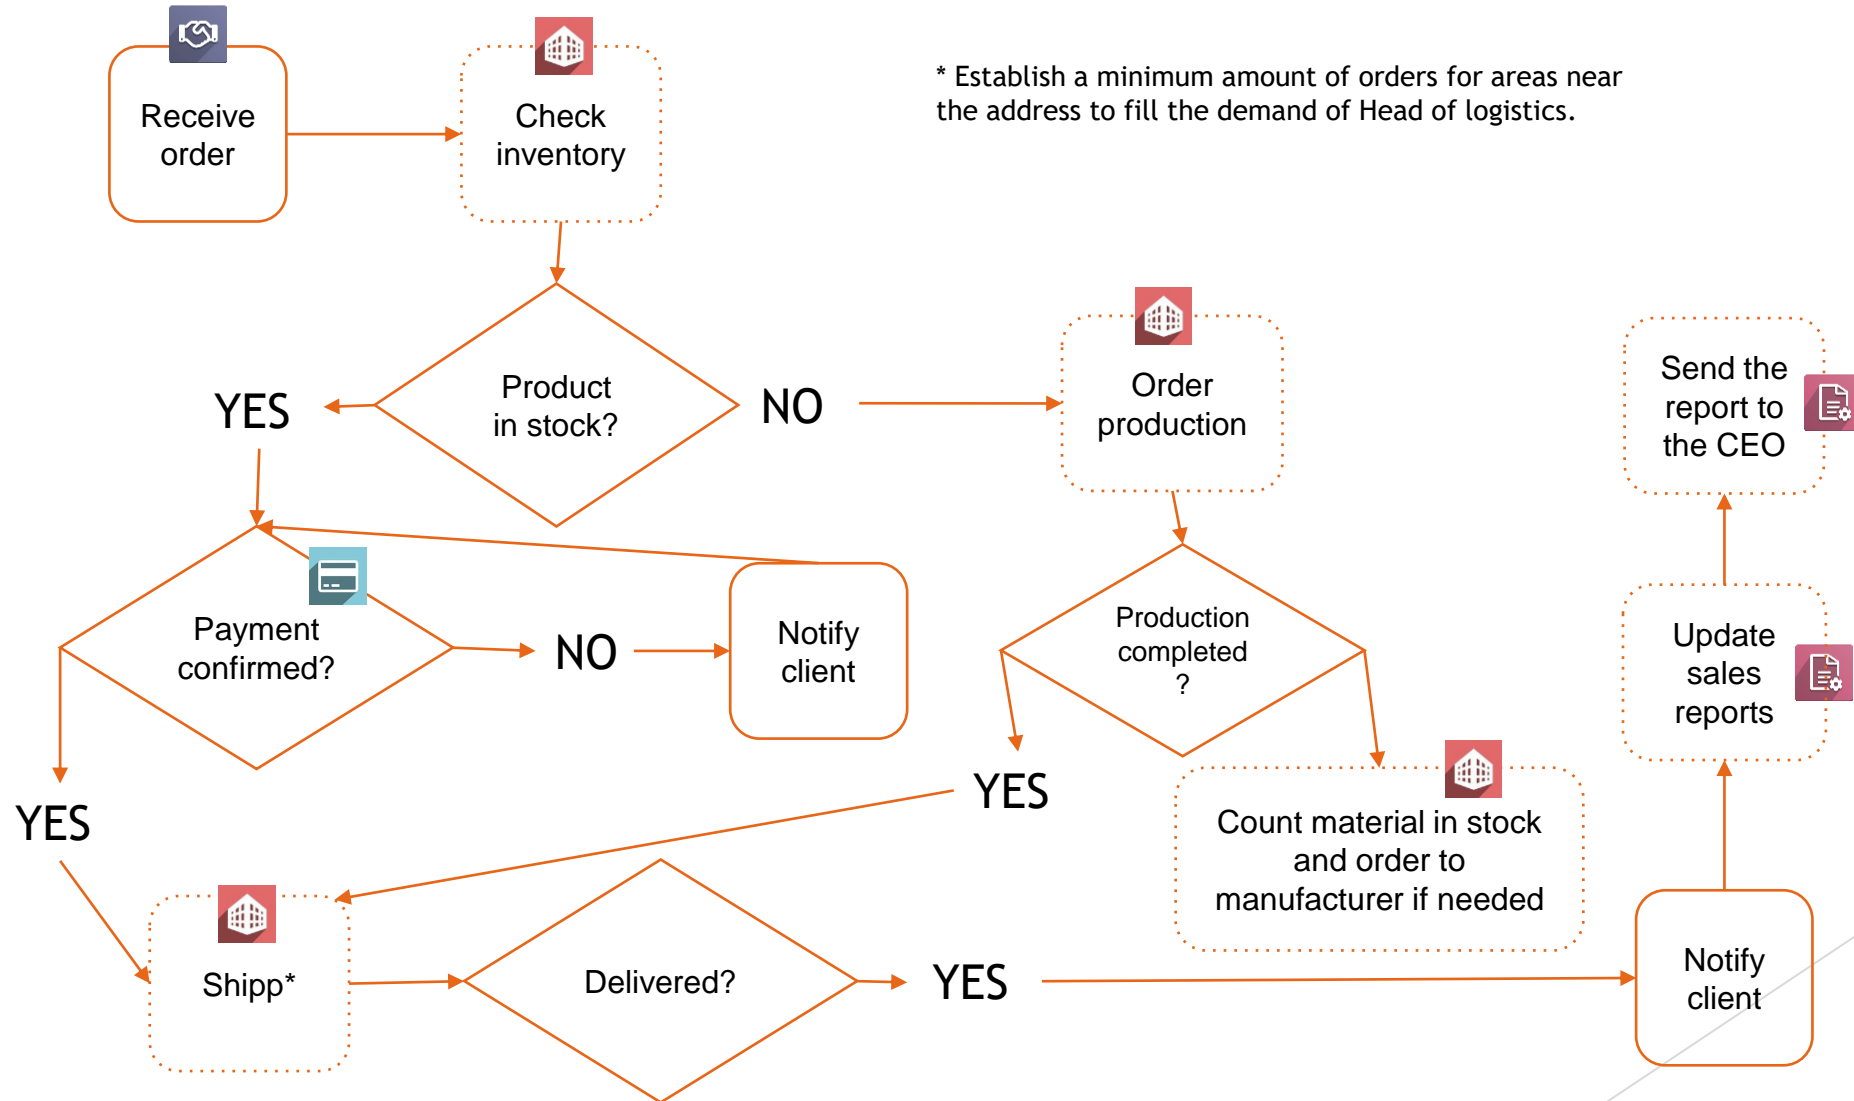 Receive
order
Check
inventory
* Establish a minimum amount of orders for areas near
the address to fill the demand of Head of logistics.
Product
in stock?
YES
NO
Order
production
Send the
report to
the CEO
Payment
confirmed?
NO
Notify
client
Production
completed
?
Update
sales
reports
YES
YES
Count material in stock
and order to
manufacturer if needed
Shipp*
Delivered?
YES
Notify
client